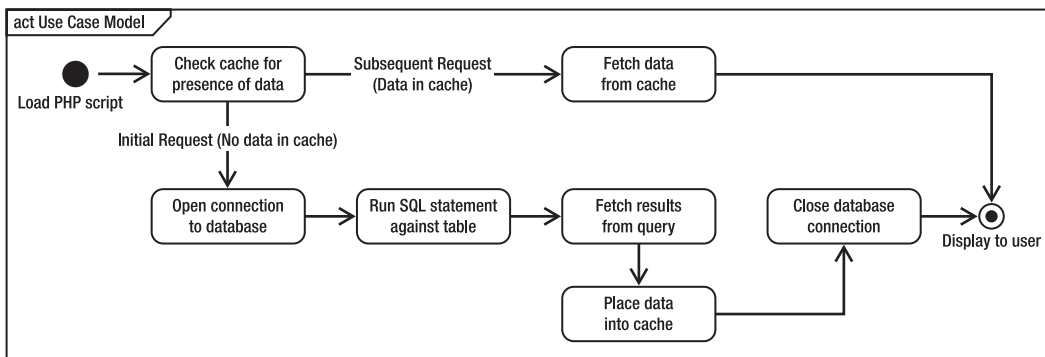 act Use Case Model
Load PHP script
Check cache for
presence of data
Subsequent Request
(Data in cache)
Fetch data
from cache
Initial Request (No data in cache)
Open connection
to database
Run SQL statement
against table
Fetch results
from query
Close database
connection
Display to user
Place data
into cache